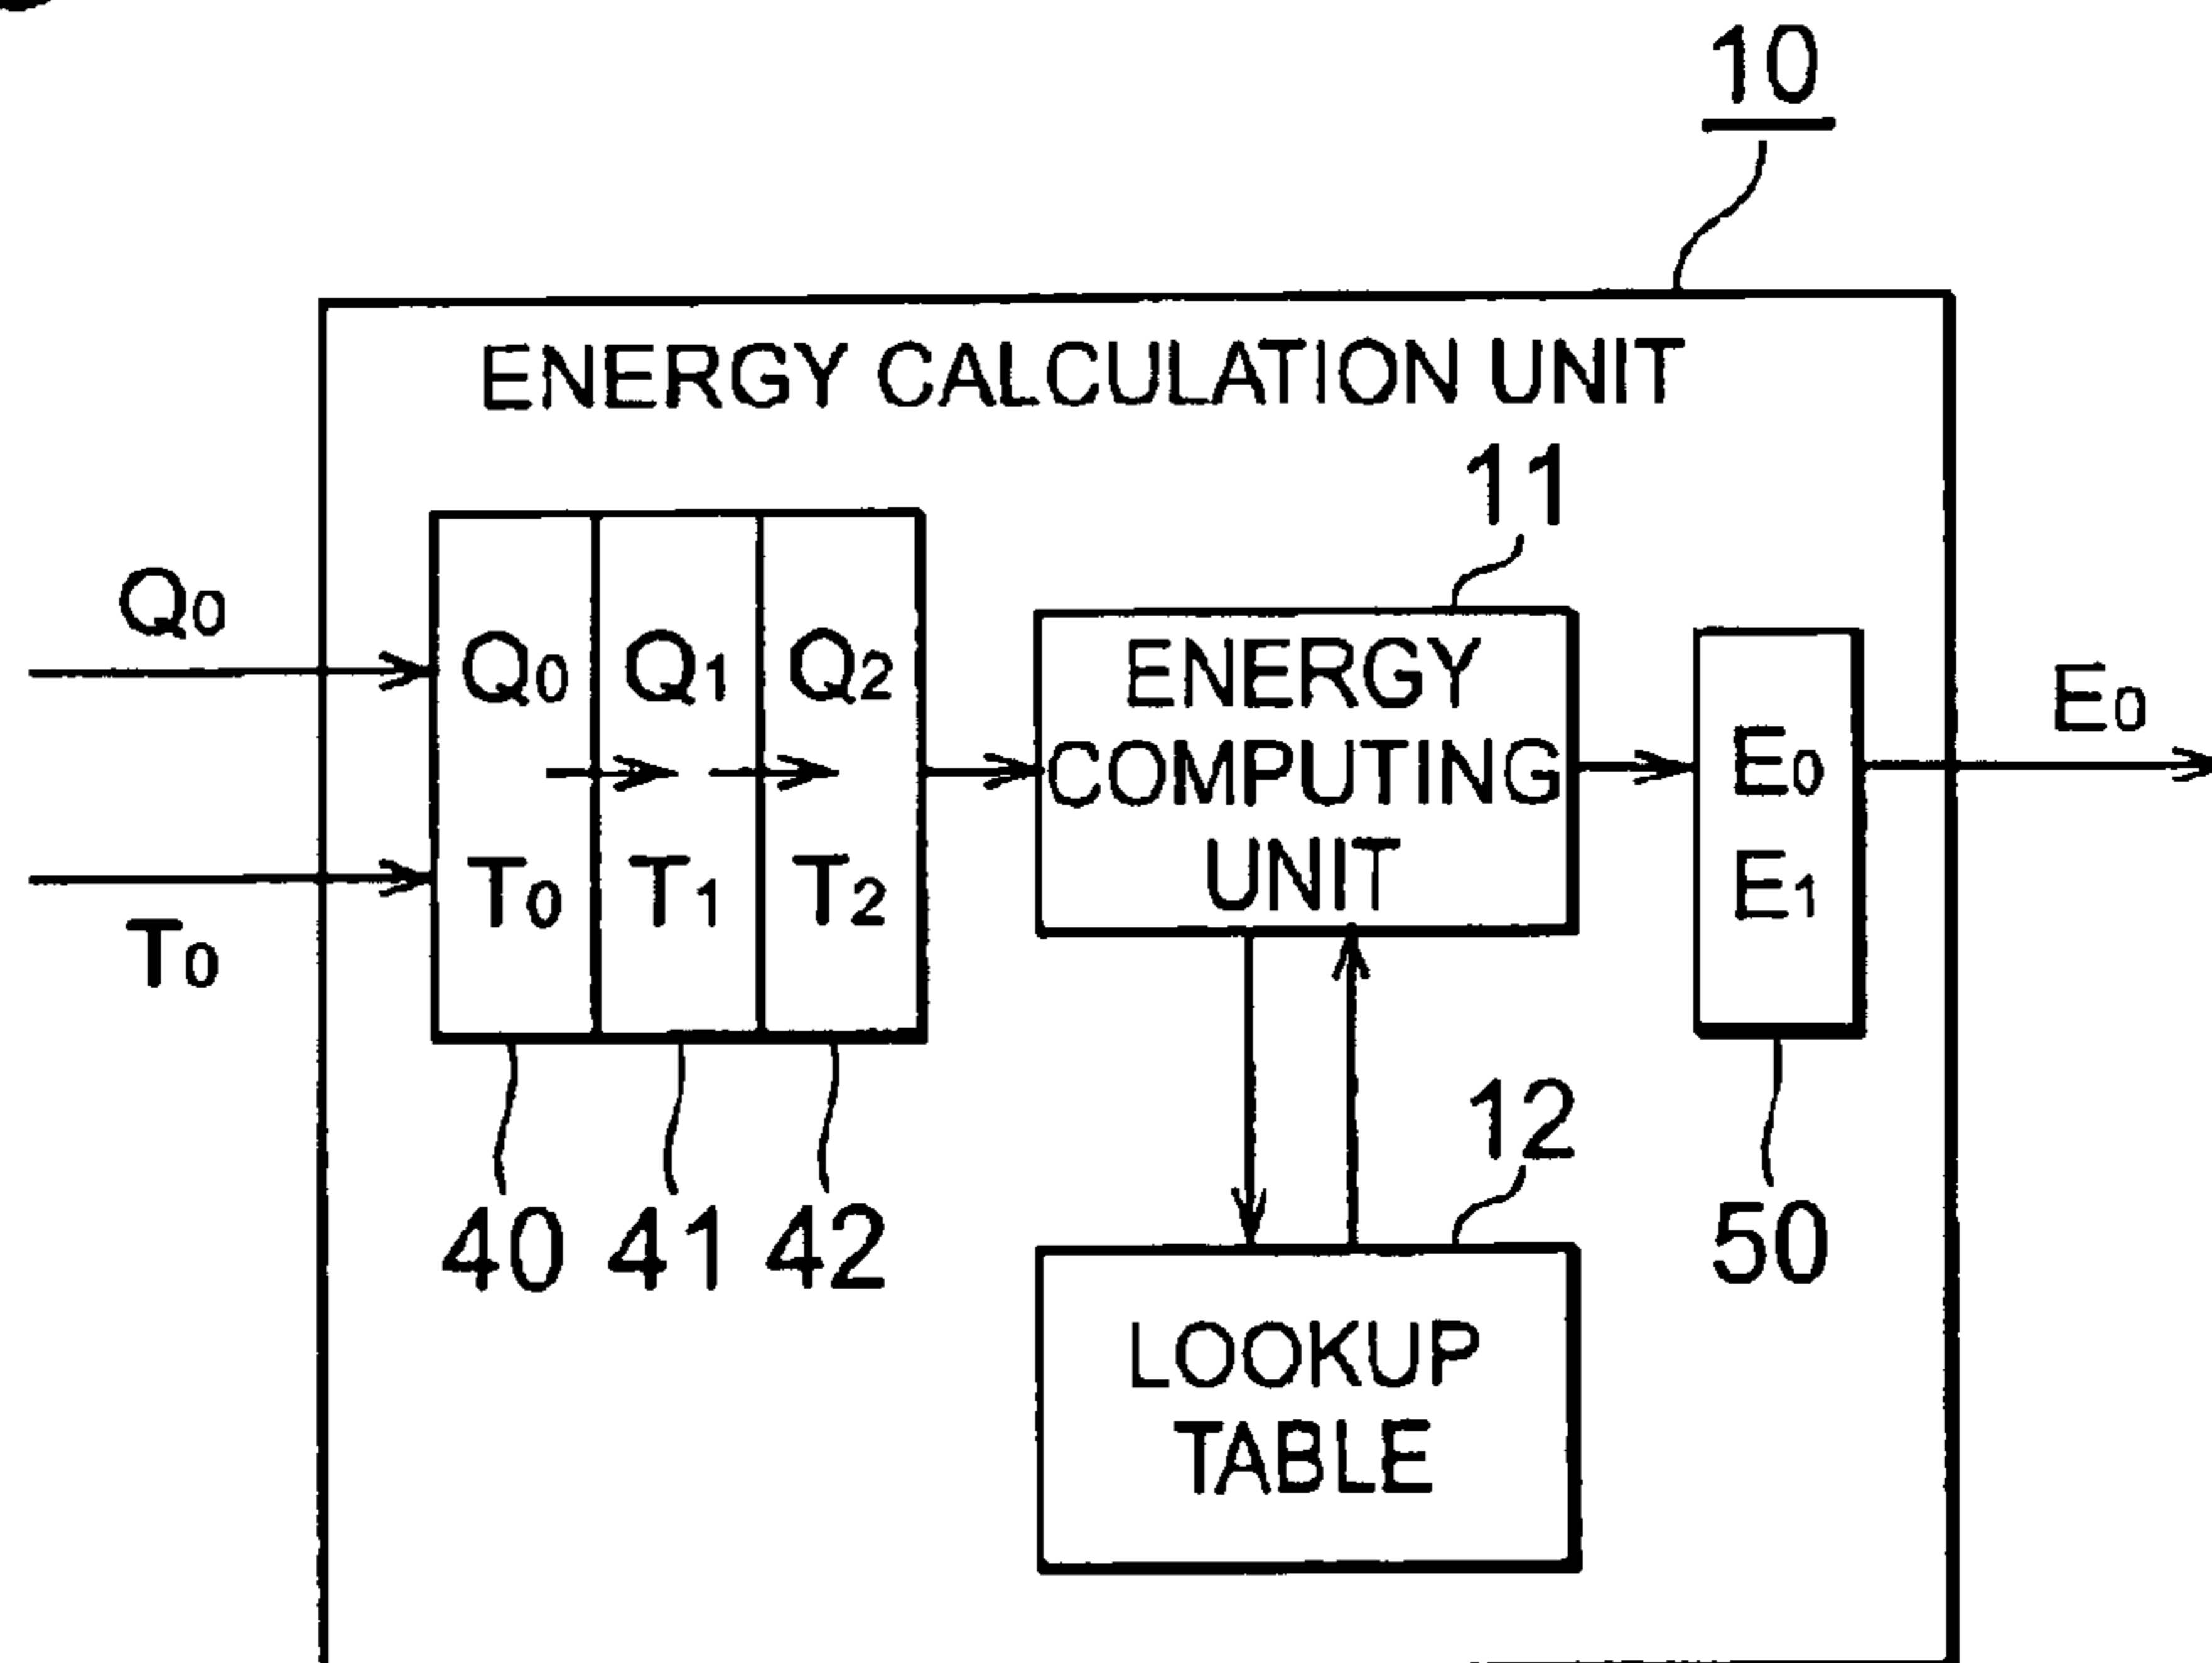 10
ENERGY CALCULATION UNIT
11
Q0
Q0 Q1 Q2
ENERGY
COMPUTING
UNIT
E0
E1
E0
T0 T1 T2
T0
12
40 41 42
50
LOOKUP
TABLE